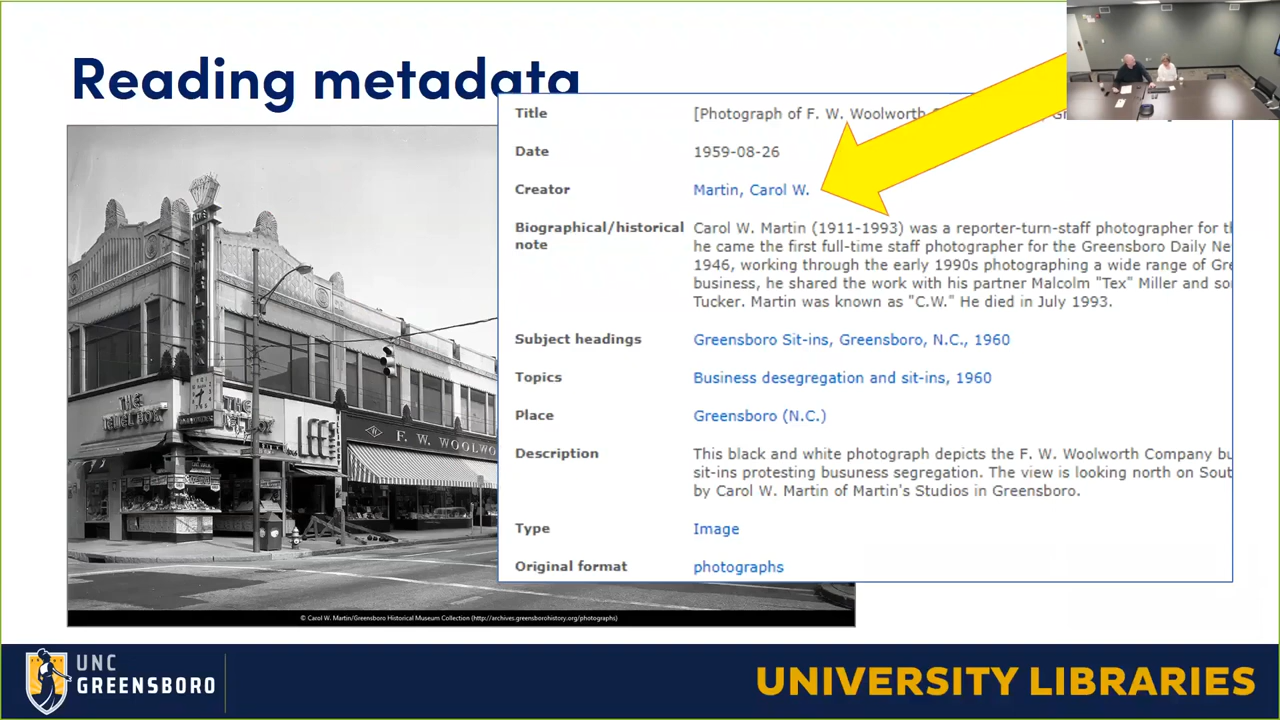 Reading metadata
Title [Photograph of F. W. Woolworth
Date 1959-08-26
Creator Martin, Carol W.
Biographical/historical note Carol W. Martin (1911-1993) was a reporter-turn-staff photographer for t
he came the first full-time staff photographer for the Greensboro Daily Ne
1946, working through the early 1990s photographing a wide range of Gre
business, he shared the work with his partner Malcolm "Tex" Miller and so
Tucker. Martin was known as "C.W." He died in July 1993.
Subject headings Greensboro Sit-ins, Greensboro, N.C., 1960
Topics Business desegregation and sit-ins, 1960
Place Greensboro (N.C.)
Description This black and white photograph depicts the F. W. Woolworth Company bu
sit-ins protesting busuness segregation. The view is looking north on Sout
by Carol W. Martin of Martin's Studios in Greensboro.
Type Image
Original format photographs
THE
JEWEL BOX
THE
F. W. WOOLWO
© Carol W. Martin/Greensboro Historical Museum Collection (http://archives.greensborohistory.org/photographs)
UNC
GREENSBORO
UNIVERSITY LIBRARIES